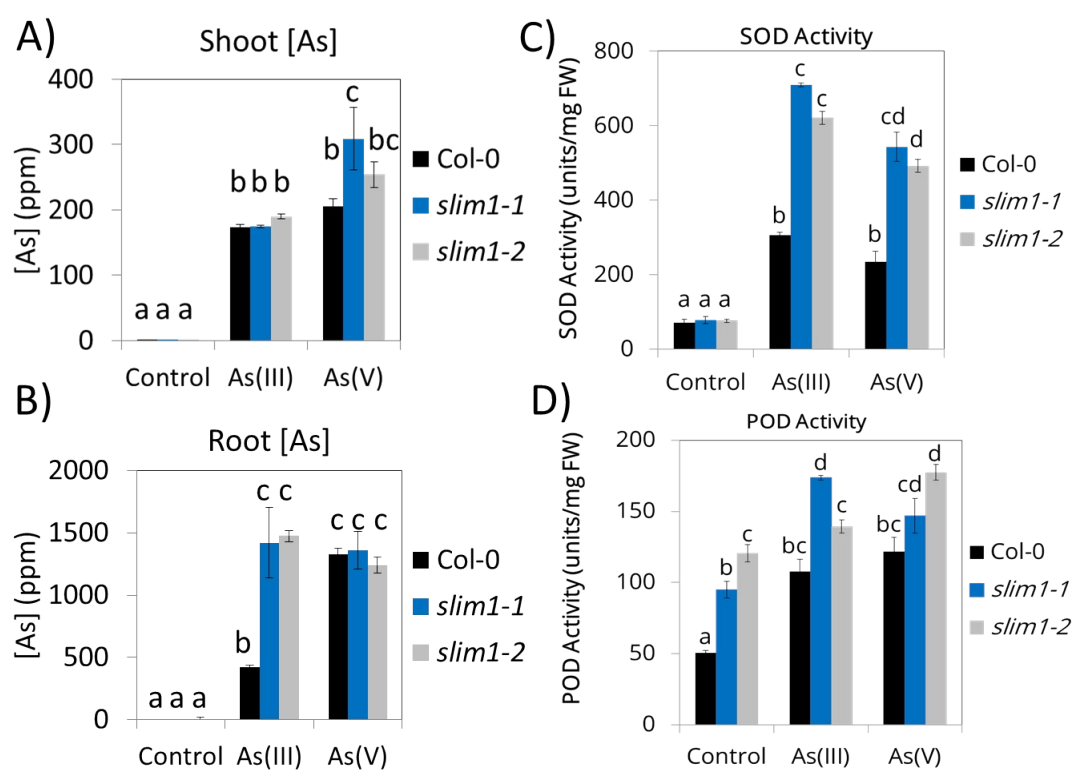 A)
Shoot [As]
[As] (ppm)
400
300
200
100
0
a a a
b b b
b c bc
Control As(III) As(V)
Col-0
slim1-1
slim1-2
B)
Root [As]
[As] (ppm)
2000
1500
1000
500
0
a a a
b c c
c c c
Control As(III) As(V)
Col-0
slim1-1
slim1-2
C)
SOD Activity
SOD Activity (units/mg FW)
800
600
400
200
0
a a a
b c c
b cd d
Control As(III) As(V)
Col-0
slim1-1
slim1-2
D)
POD Activity
POD Activity (units/mg FW)
200
150
100
50
0
a b c
bc d c
bc cd d
Control As(III) As(V)
Col-0
slim1-1
slim1-2